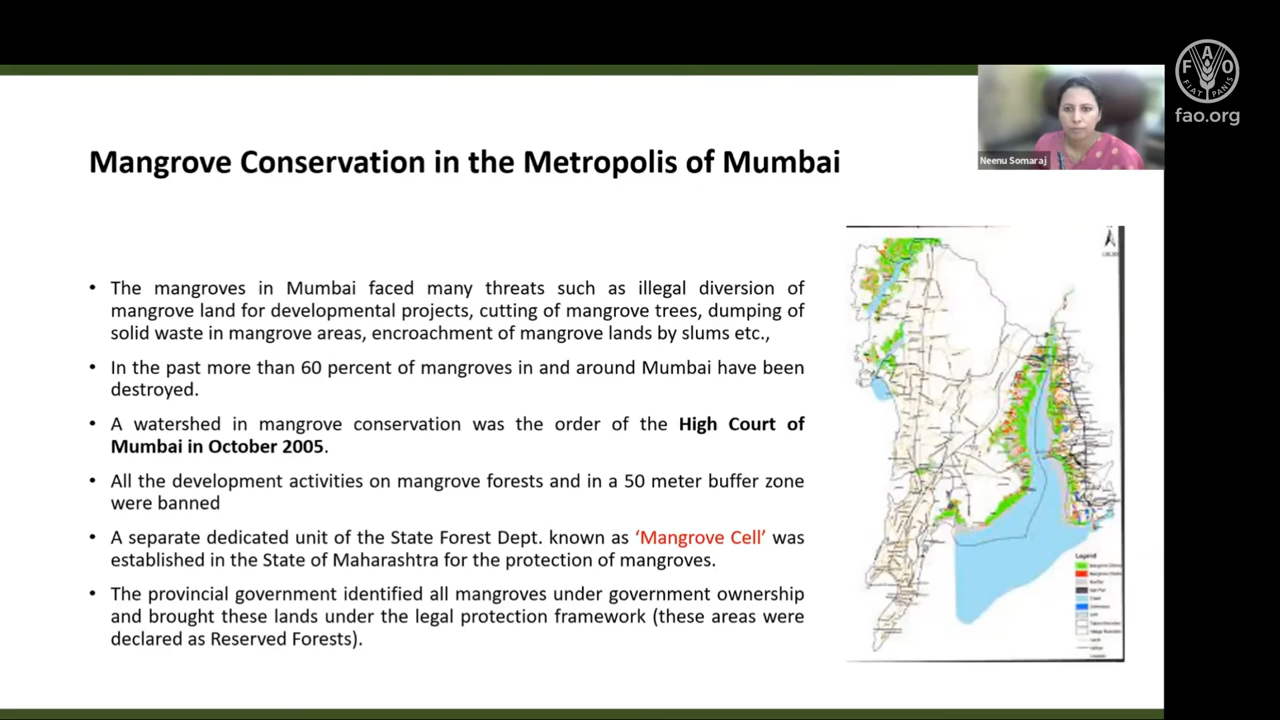 FAO
FIAT PANIS
fao.org
Neenu Somaraj
Mangrove Conservation in the Metropolis of Mumbai
• The mangroves in Mumbai faced many threats such as illegal diversion of
mangrove land for developmental projects, cutting of mangrove trees, dumping of
solid waste in mangrove areas, encroachment of mangrove lands by slums etc.,
• In the past more than 60 percent of mangroves in and around Mumbai have been
destroyed.
• A watershed in mangrove conservation was the order of the High Court of
Mumbai in October 2005.
• All the development activities on mangrove forests and in a 50 meter buffer zone
were banned
• A separate dedicated unit of the State Forest Dept. known as ‘Mangrove Cell’ was
established in the State of Maharashtra for the protection of mangroves.
• The provincial government identified all mangroves under government ownership
and brought these lands under the legal protection framework (these areas were
declared as Reserved Forests).
Legend